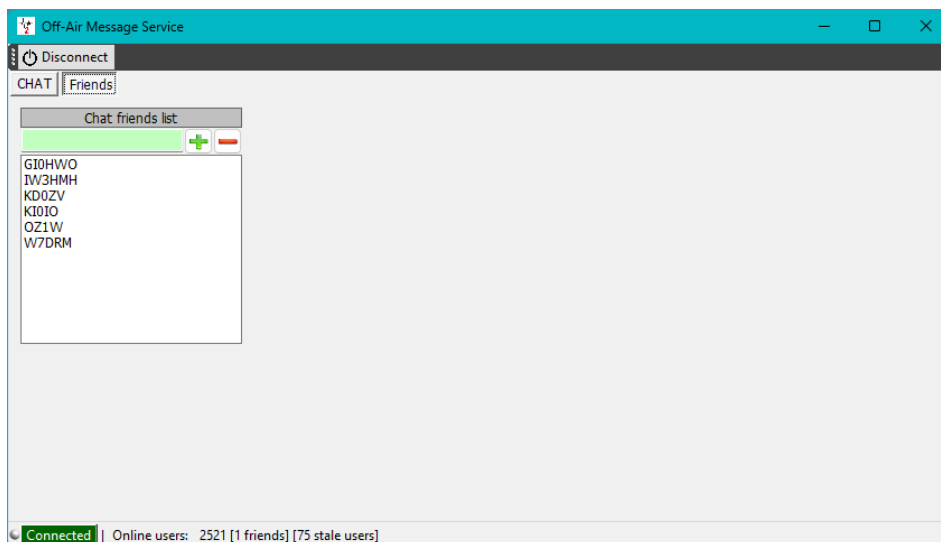 Off-Air Message Service
Disconnect
CHAT Friends
Chat friends list
GI0HWO
IW3HMH
KD0ZV
KI0IO
OZ1W
W7DRM
Connected | Online users: 2521 [1 friends] [75 stale users]